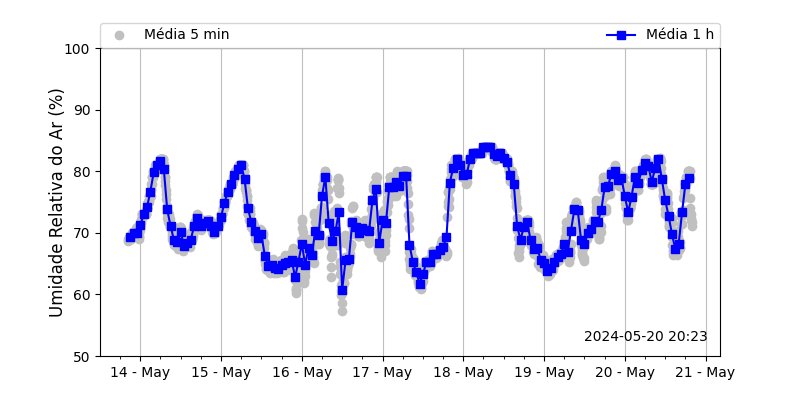 Média 5 min
Média 1 h
Umidade Relativa do Ar (%)
100
90
80
70
60
50
2024-05-20 20:23
14 - May
15 - May
16 - May
17 - May
18 - May
19 - May
20 - May
21 - May